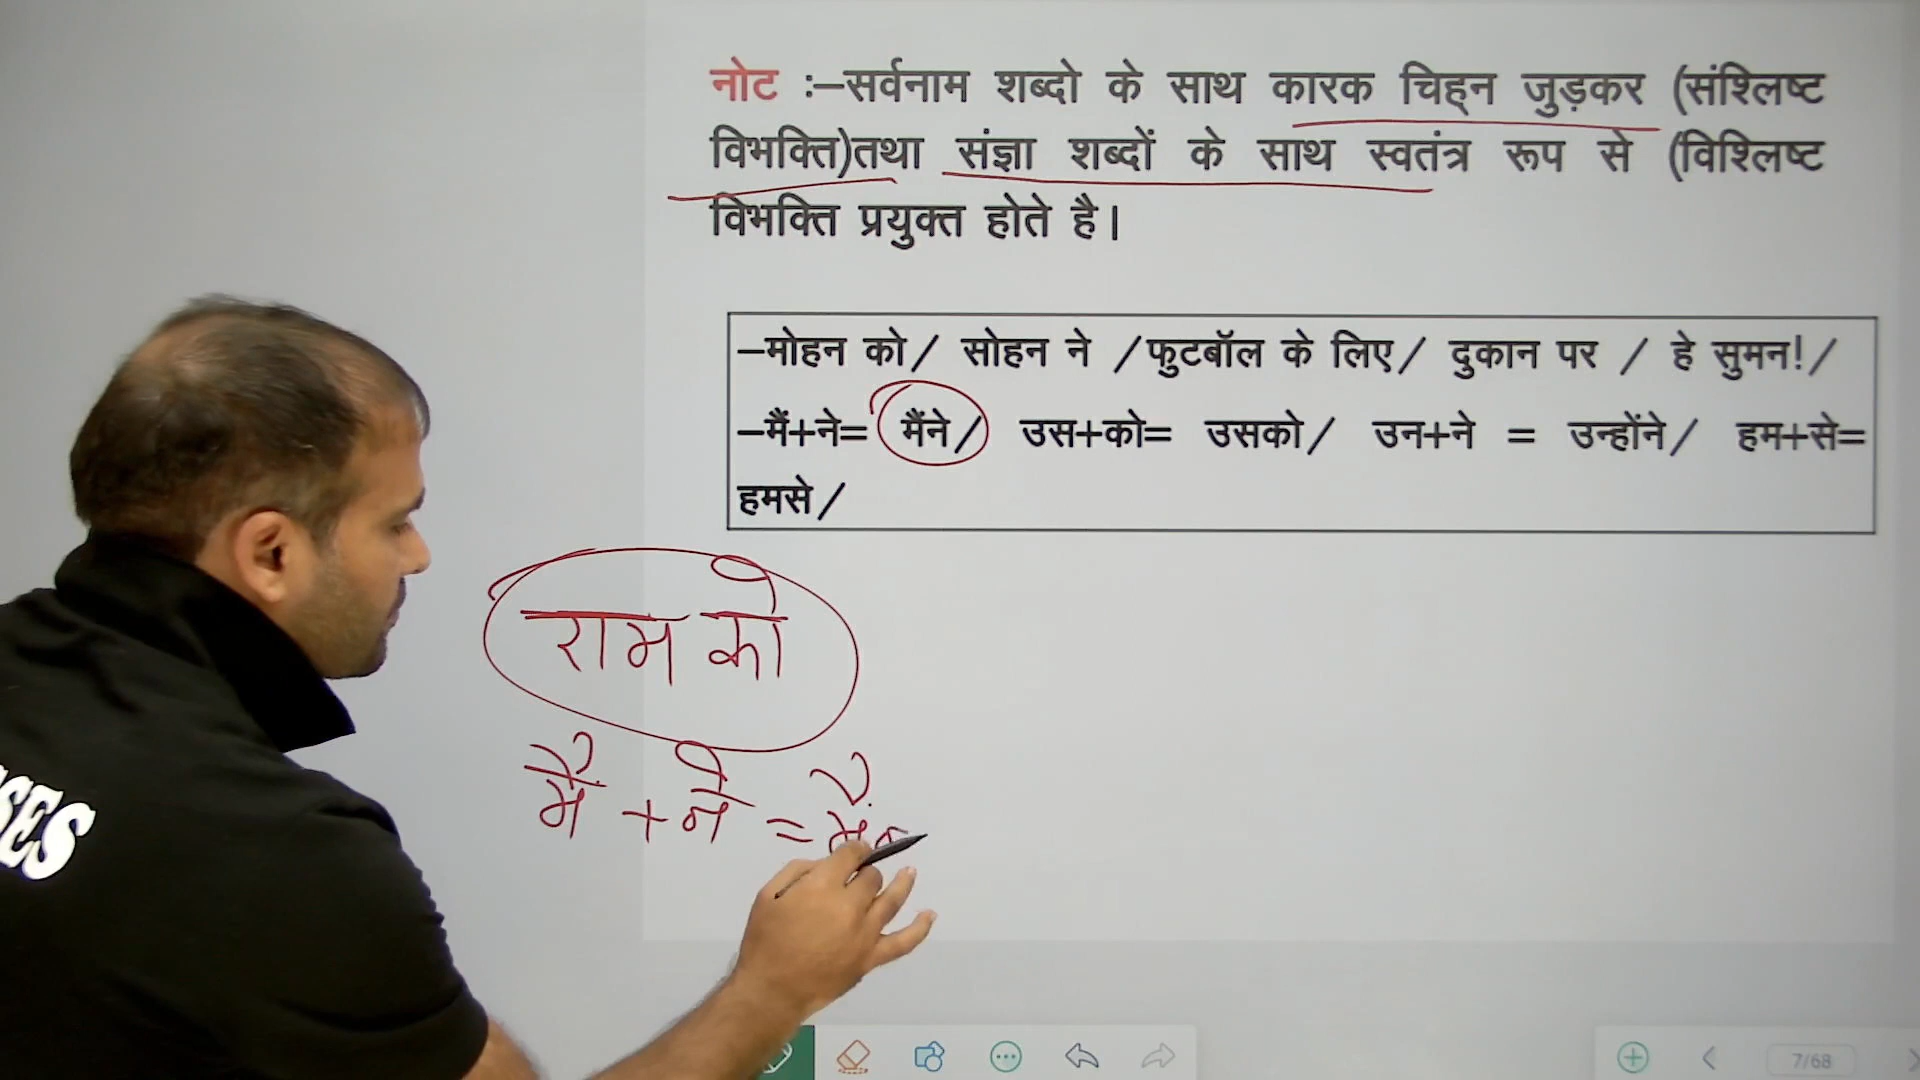 नोट :–सर्वनाम शब्दो के साथ कारक चिह्न जुड़कर (संश्लिष्ट
विभक्ति)तथा संज्ञा शब्दों के साथ स्वतंत्र रूप से (विश्लिष्ट
विभक्ति प्रयुक्त होते है।
–मोहन को/ सोहन ने /फुटबॉल के लिए/ दुकान पर / हे सुमन!/
–मैं+ने= मैंने/ उस+को= उसको/ उन+ने = उन्होंने/ हम+से=
हमसे/
राम को
मैं + ने =
7/68